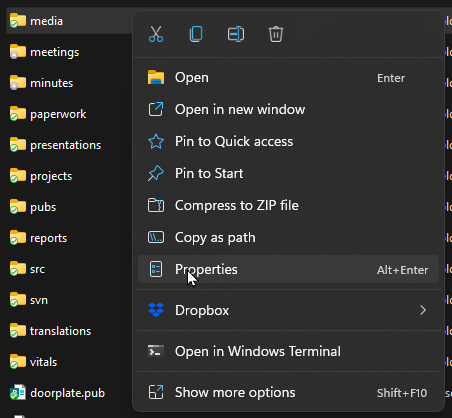 media
meetings
minutes
paperwork
presentations
projects
pubs
reports
src
svn
translations
vitals
doorplate.pub
Open Enter
Open in new window
Pin to Quick access
Pin to Start
Compress to ZIP file
Copy as path
Properties Alt+Enter
Dropbox
Open in Windows Terminal
Show more options Shift+F10